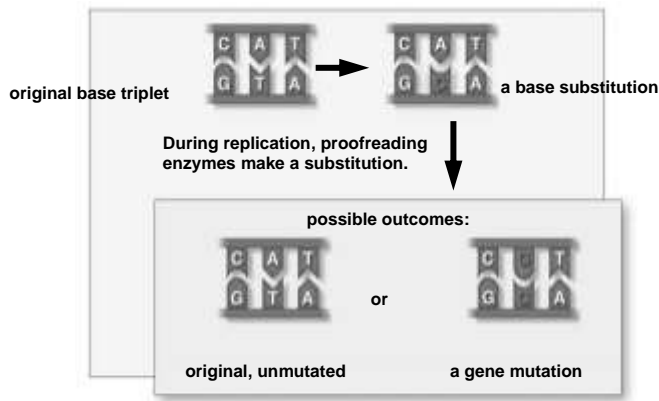 C A T
C A T
original base triplet
G T A
G A
a base substitution
During replication, proofreading
enzymes make a substitution.
possible outcomes:
C A T
C T
G T A
or
G A
original, unmutated
a gene mutation